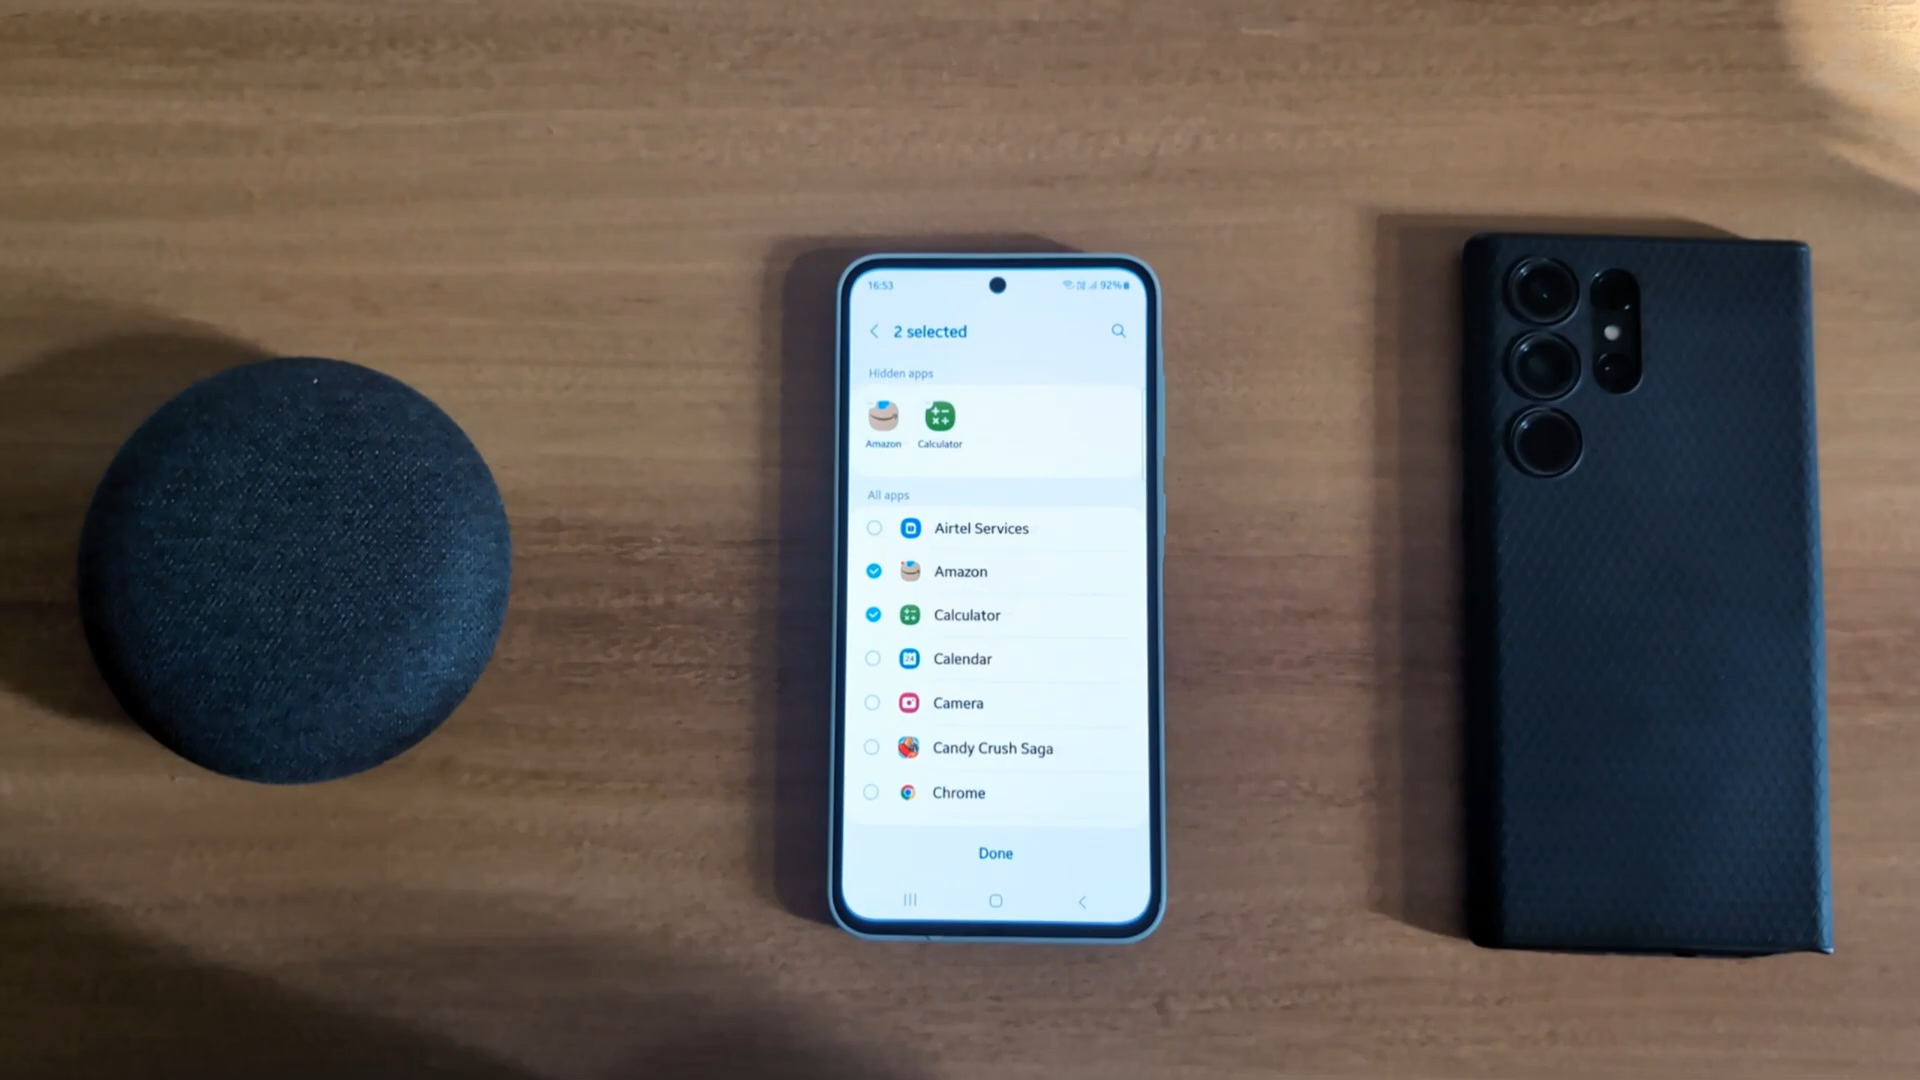 16:53 92%
2 selected
Hidden apps
Amazon Calculator
All apps
Airtel Services
Amazon
Calculator
24 Calendar
Camera
Candy Crush Saga
Chrome
Done